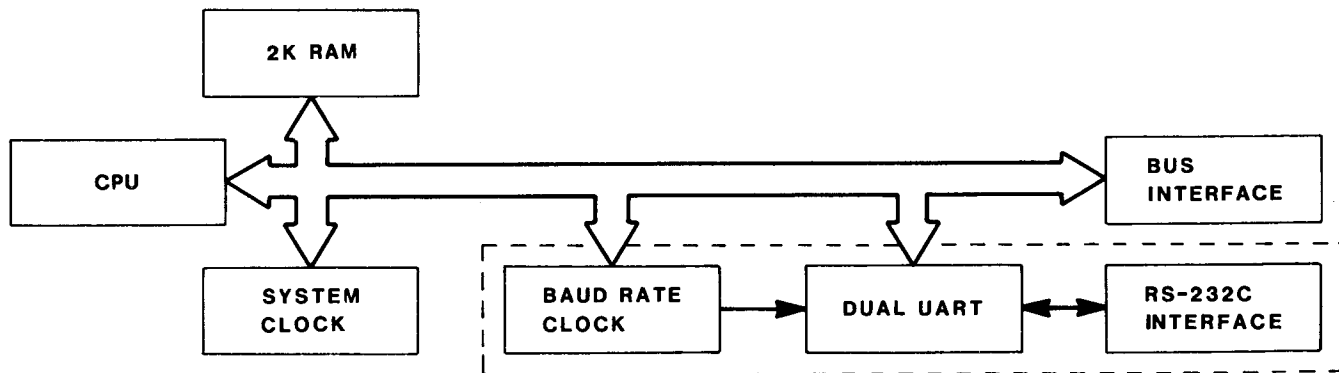 2K RAM
CPU
BUS
INTERFACE
SYSTEM
CLOCK
BAUD RATE
CLOCK
DUAL UART
RS-232C
INTERFACE